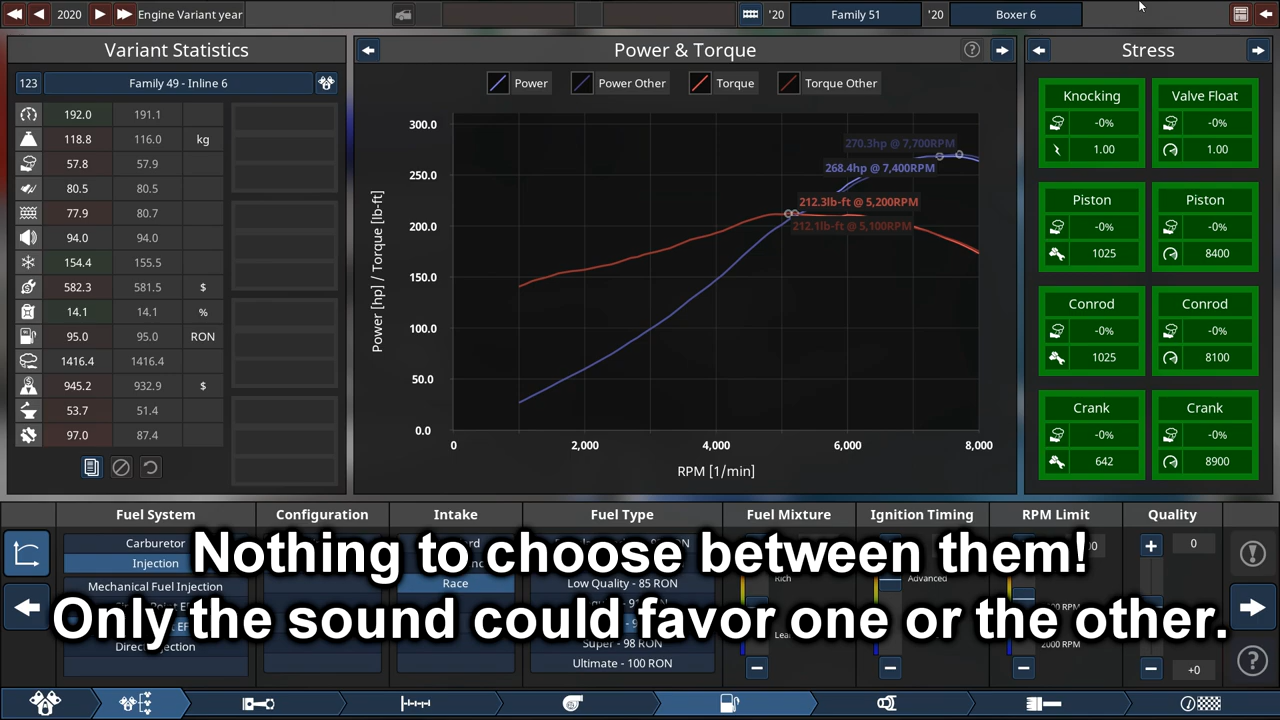 2020
Engine Variant year
'20
Family 51
'20
Boxer 6
Variant Statistics
123
Family 49 - Inline 6
192.0 191.1
118.8 116.0 kg
57.8 57.9
80.5 80.5
77.9 80.7
94.0 94.0
154.4 155.5
582.3 581.5 $
14.1 14.1 %
95.0 95.0 RON
1416.4 1416.4
945.2 932.9 $
53.7 51.4
97.0 87.4
Power & Torque
Power
Power Other
Torque
Torque Other
Power [hp] / Torque [lb-ft]
300.0
250.0
200.0
150.0
100.0
50.0
0.0
270.3hp @ 7,700RPM
268.4hp @ 7,400RPM
212.3lb-ft @ 5,200RPM
212.1lb-ft @ 5,100RPM
0
2,000
4,000
6,000
8,000
RPM [1/min]
Stress
Knocking
-0%
1.00
Valve Float
-0%
1.00
Piston
-0%
1025
Piston
-0%
8400
Conrod
-0%
1025
Conrod
-0%
8100
Crank
-0%
642
Crank
-0%
8900
Fuel System
Carburetor
Injection
Mechanical Fuel Injection
Configuration
Intake
Race
Fuel Type
Low Quality - 85 RON
Super - 98 RON
Ultimate - 100 RON
Fuel Mixture
Rich
Ignition Timing
Advanced
RPM Limit
2000 RPM
Quality
0
+0
Nothing to choose between them!
Only the sound could favor one or the other.